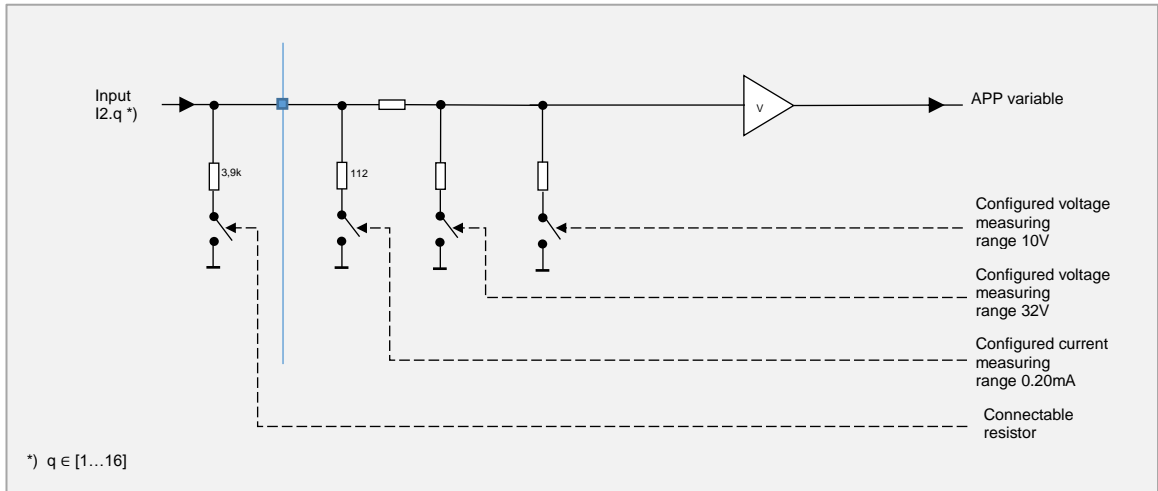 Input
I2.q *)
APP variable
V
3,9k
112
Configured voltage
measuring
range 10V
Configured voltage
measuring
range 32V
Configured current
measuring
range 0.20mA
Connectable
resistor
*) q ∈ [1…16]